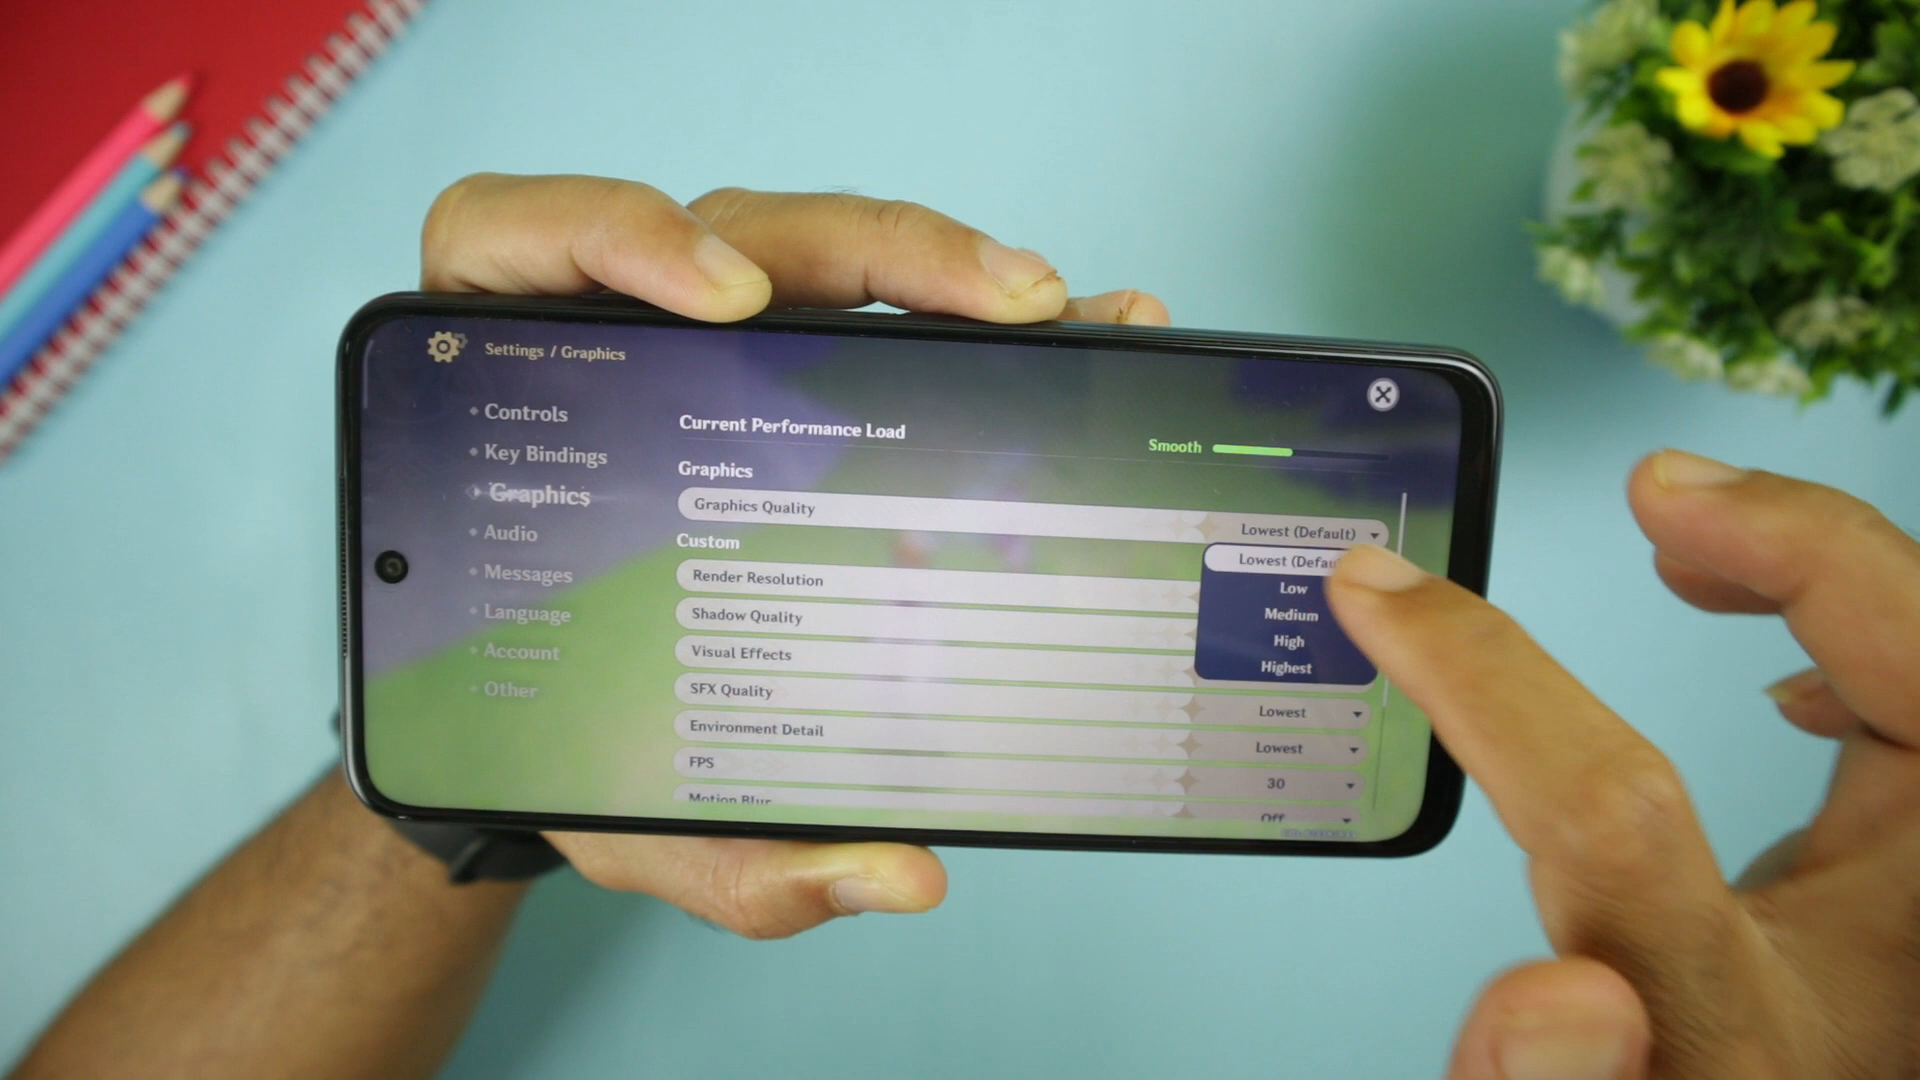 Settings / Graphics
Controls
Key Bindings
Graphics
Audio
Messages
Language
Account
Other
Current Performance Load
Smooth
Graphics
Graphics Quality
Lowest (Default)
Lowest (Defau
Low
Medium
High
Highest
Custom
Render Resolution
Shadow Quality
Visual Effects
SFX Quality
Lowest
Environment Detail
Lowest
FPS
30
Motion Blur
Off